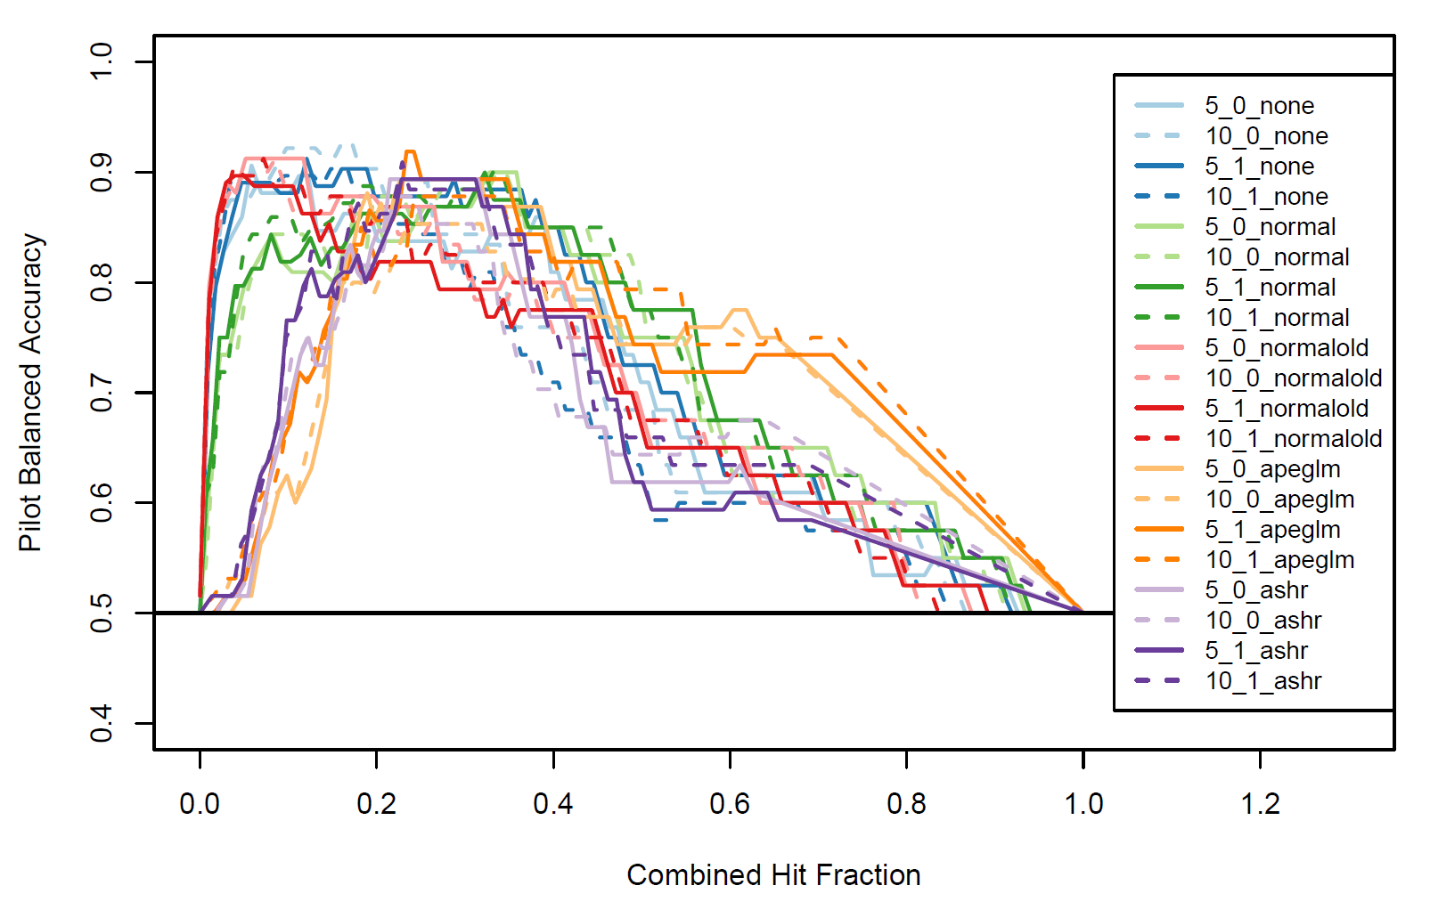 Pilot Balanced Accuracy
1.0
0.9
0.8
0.7
0.6
0.5
0.4
5_0_none
10_0_none
5_1_none
10_1_none
5_0_normal
10_0_normal
5_1_normal
10_1_normal
5_0_normalold
10_0_normalold
5_1_normalold
10_1_normalold
5_0_apeglm
10_0_apeglm
5_1_apeglm
10_1_apeglm
5_0_ashr
10_0_ashr
5_1_ashr
10_1_ashr
0.0 0.2 0.4 0.6 0.8 1.0 1.2
Combined Hit Fraction